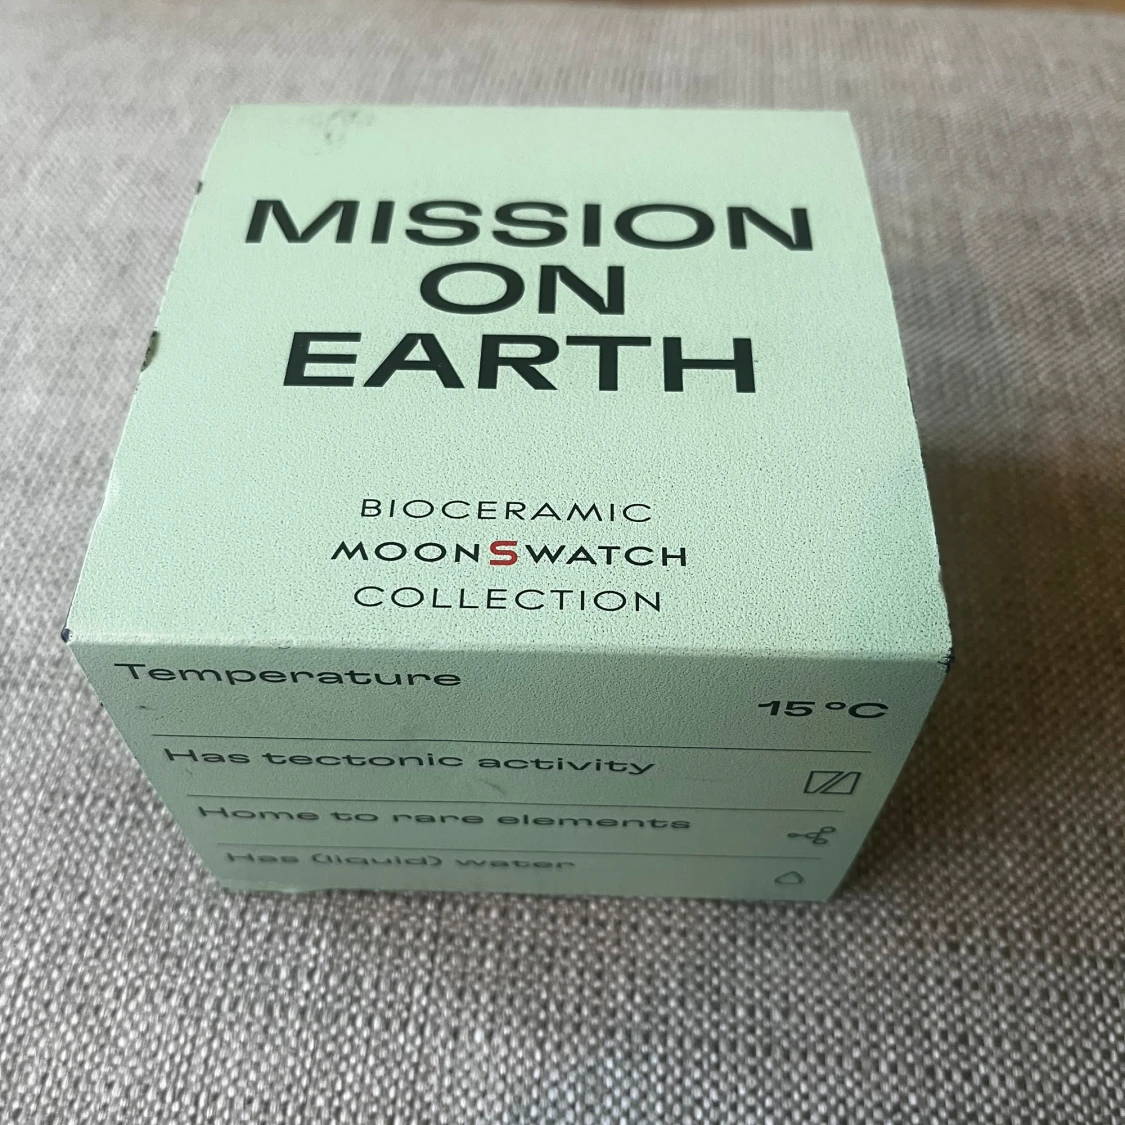 MISSION
ON
EARTH
BIOCERAMIC
MOONSWATCH
COLLECTION
Temperature 15 °C
Has tectonic activity
Home to rare elements
Has (liquid) water